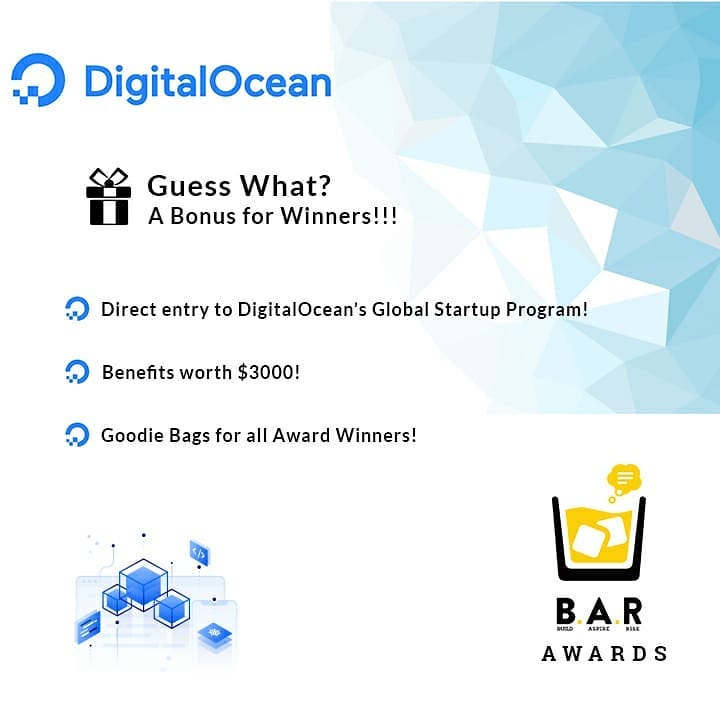 DigitalOcean
Guess What?
A Bonus for Winners!!!
Direct entry to DigitalOcean’s Global Startup Program!
Benefits worth $3000!
Goodie Bags for all Award Winners!
</>
B.A.R
BUILD ASPIRE RISE
AWARDS